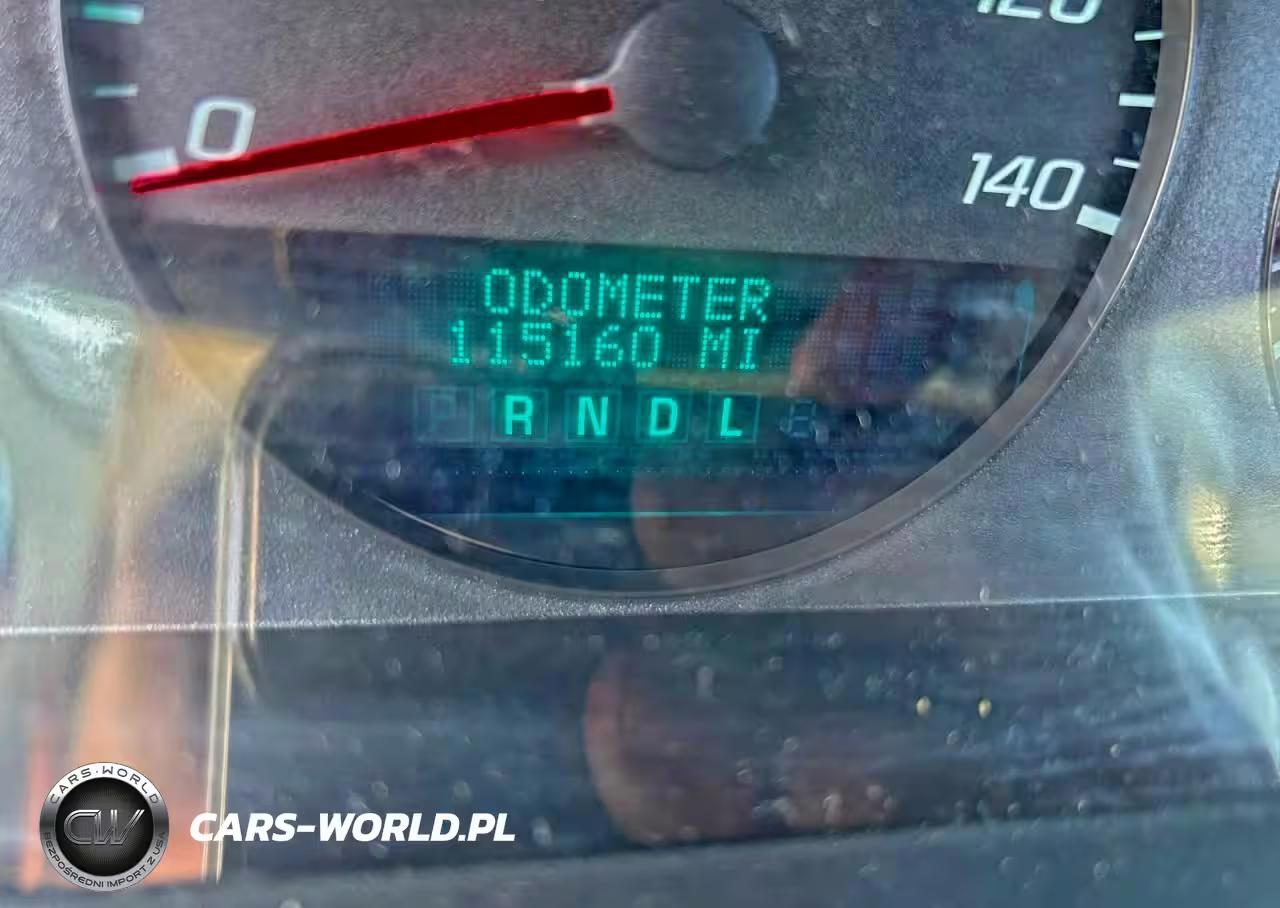 120
0
140
ODOMETER
115160 MI
P R N D L
CARS-WORLD
CW
BEZPOŚREDNI IMPORT Z USA
CARS-WORLD.PL